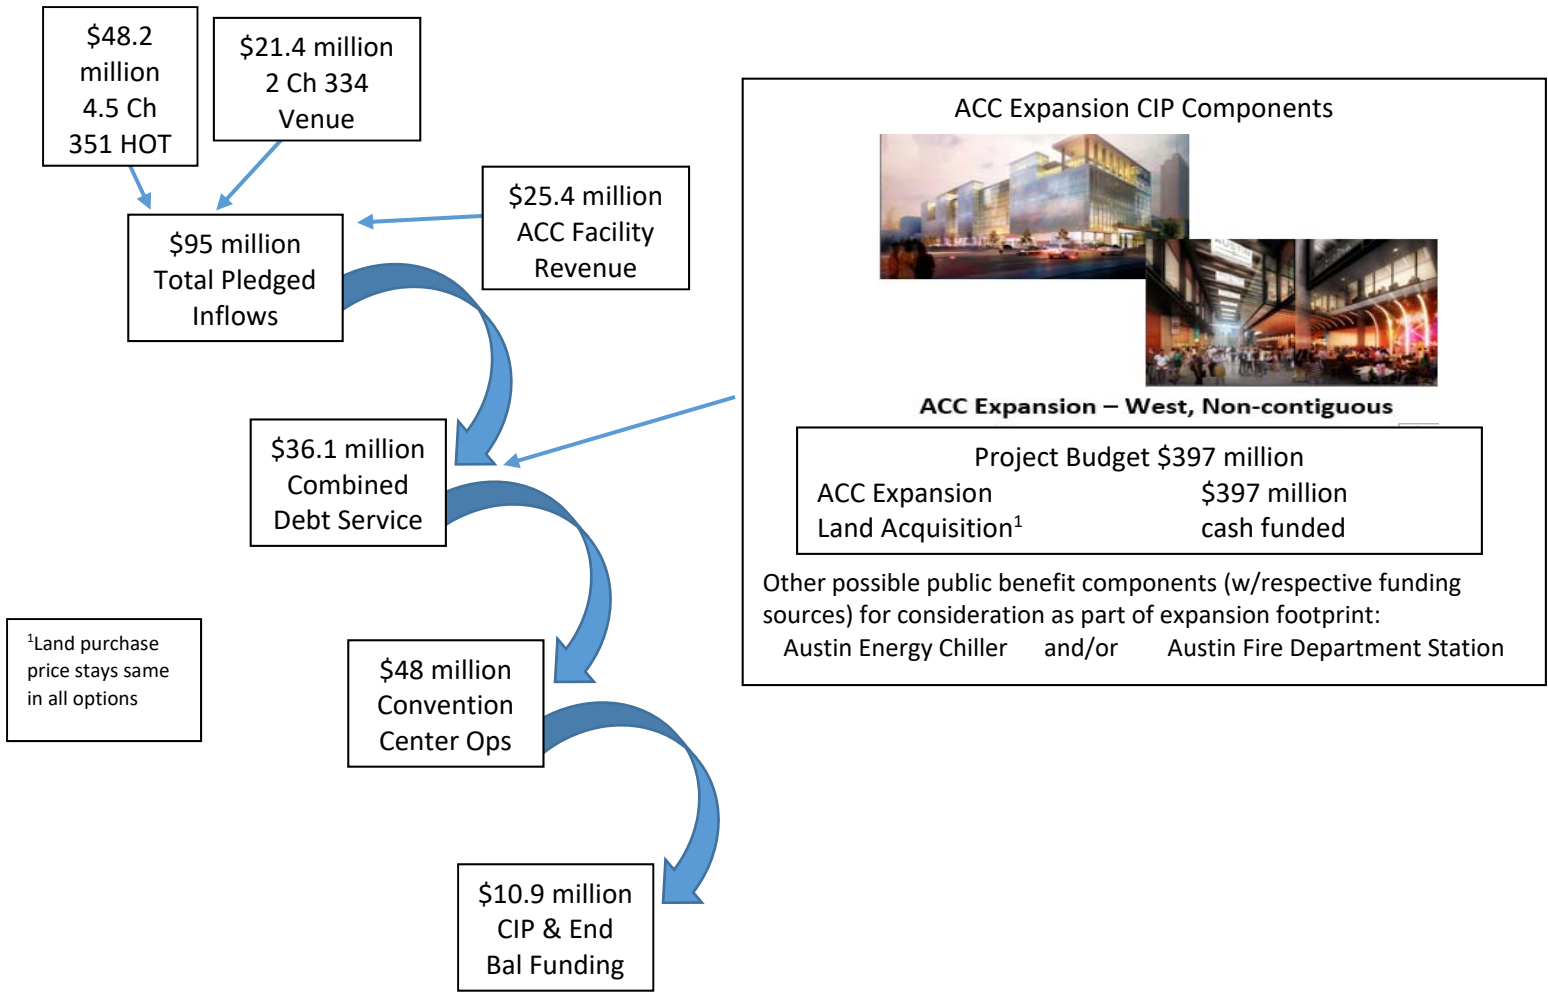 $48.2
million
4.5 Ch
351 HOT
$21.4 million
2 Ch 334
Venue
$25.4 million
ACC Facility
Revenue
$95 million
Total Pledged
Inflows
$36.1 million
Combined
Debt Service
$48 million
Convention
Center Ops
$10.9 million
CIP & End
Bal Funding
¹Land purchase
price stays same
in all options
ACC Expansion CIP Components
ACC Expansion – West, Non-contiguous
Project Budget $397 million
ACC Expansion $397 million
Land Acquisition¹ cash funded
Other possible public benefit components (w/respective funding
sources) for consideration as part of expansion footprint:
Austin Energy Chiller and/or Austin Fire Department Station